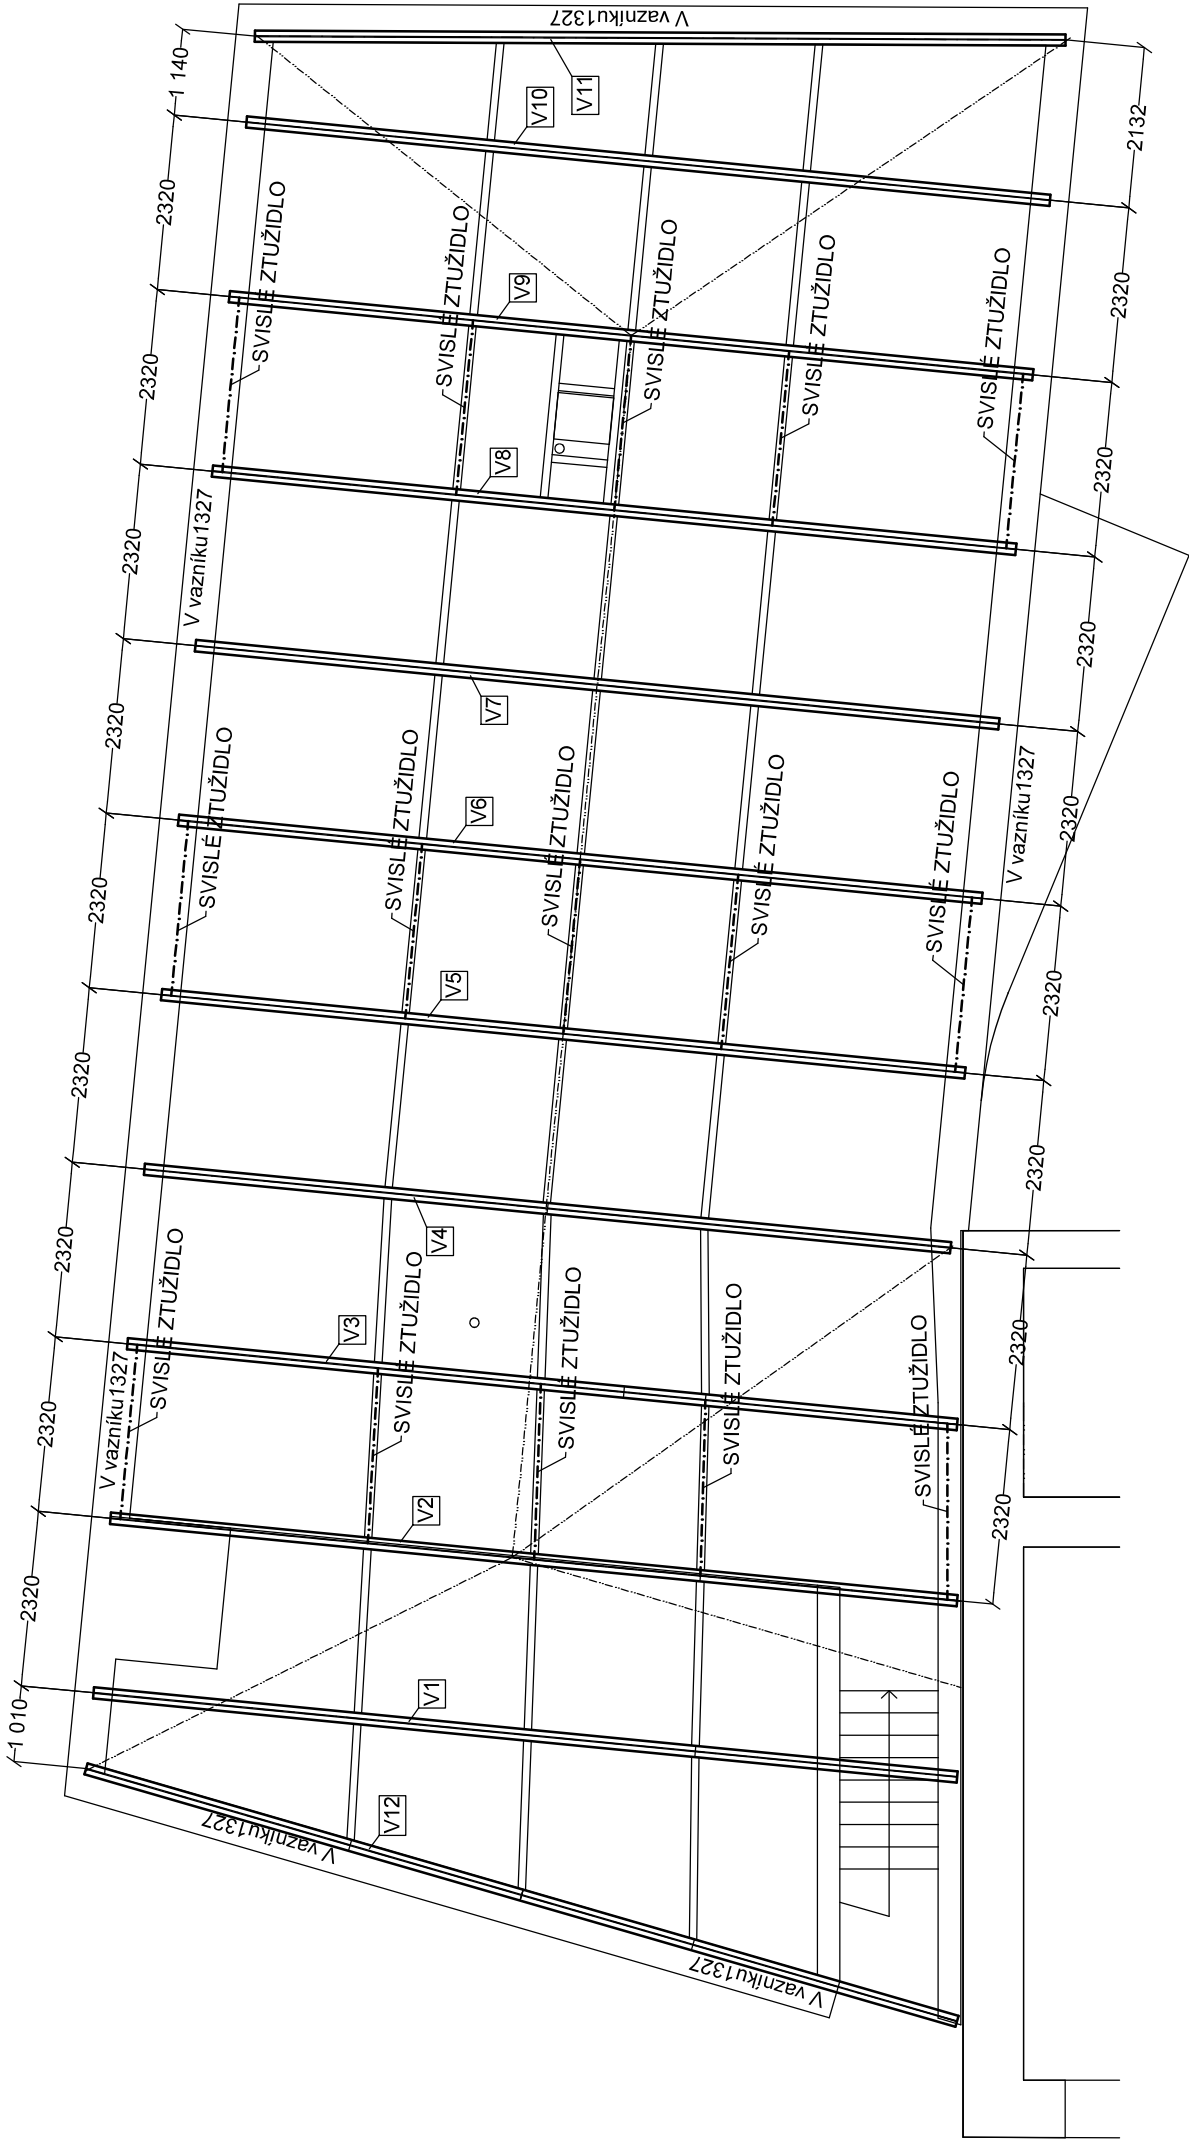 V vazníku1327
1 140
2320
2320
2320
2320
2320
2320
2320
2320
2320
1 010
2132
2320
2320
2320
2320
2320
2320
2320
2320
V11
V10
V9
V8
V7
V6
V5
V4
V3
V2
V1
V12
SVISLÉ ZTUŽIDLO
SVISLÉ ZTUŽIDLO
SVISLÉ ZTUŽIDLO
SVISLÉ ZTUŽIDLO
SVISLÉ ZTUŽIDLO
V vazníku1327
V vazníku1327
SVISLÉ ZTUŽIDLO
SVISLÉ ZTUŽIDLO
SVISLÉ ZTUŽIDLO
SVISLÉ ZTUŽIDLO
SVISLÉ ZTUŽIDLO
V vazníku1327
SVISLÉ ZTUŽIDLO
SVISLÉ ZTUŽIDLO
SVISLÉ ZTUŽIDLO
SVISLÉ ZTUŽIDLO
SVISLÉ ZTUŽIDLO
V vazníku1327
V vazníku1327